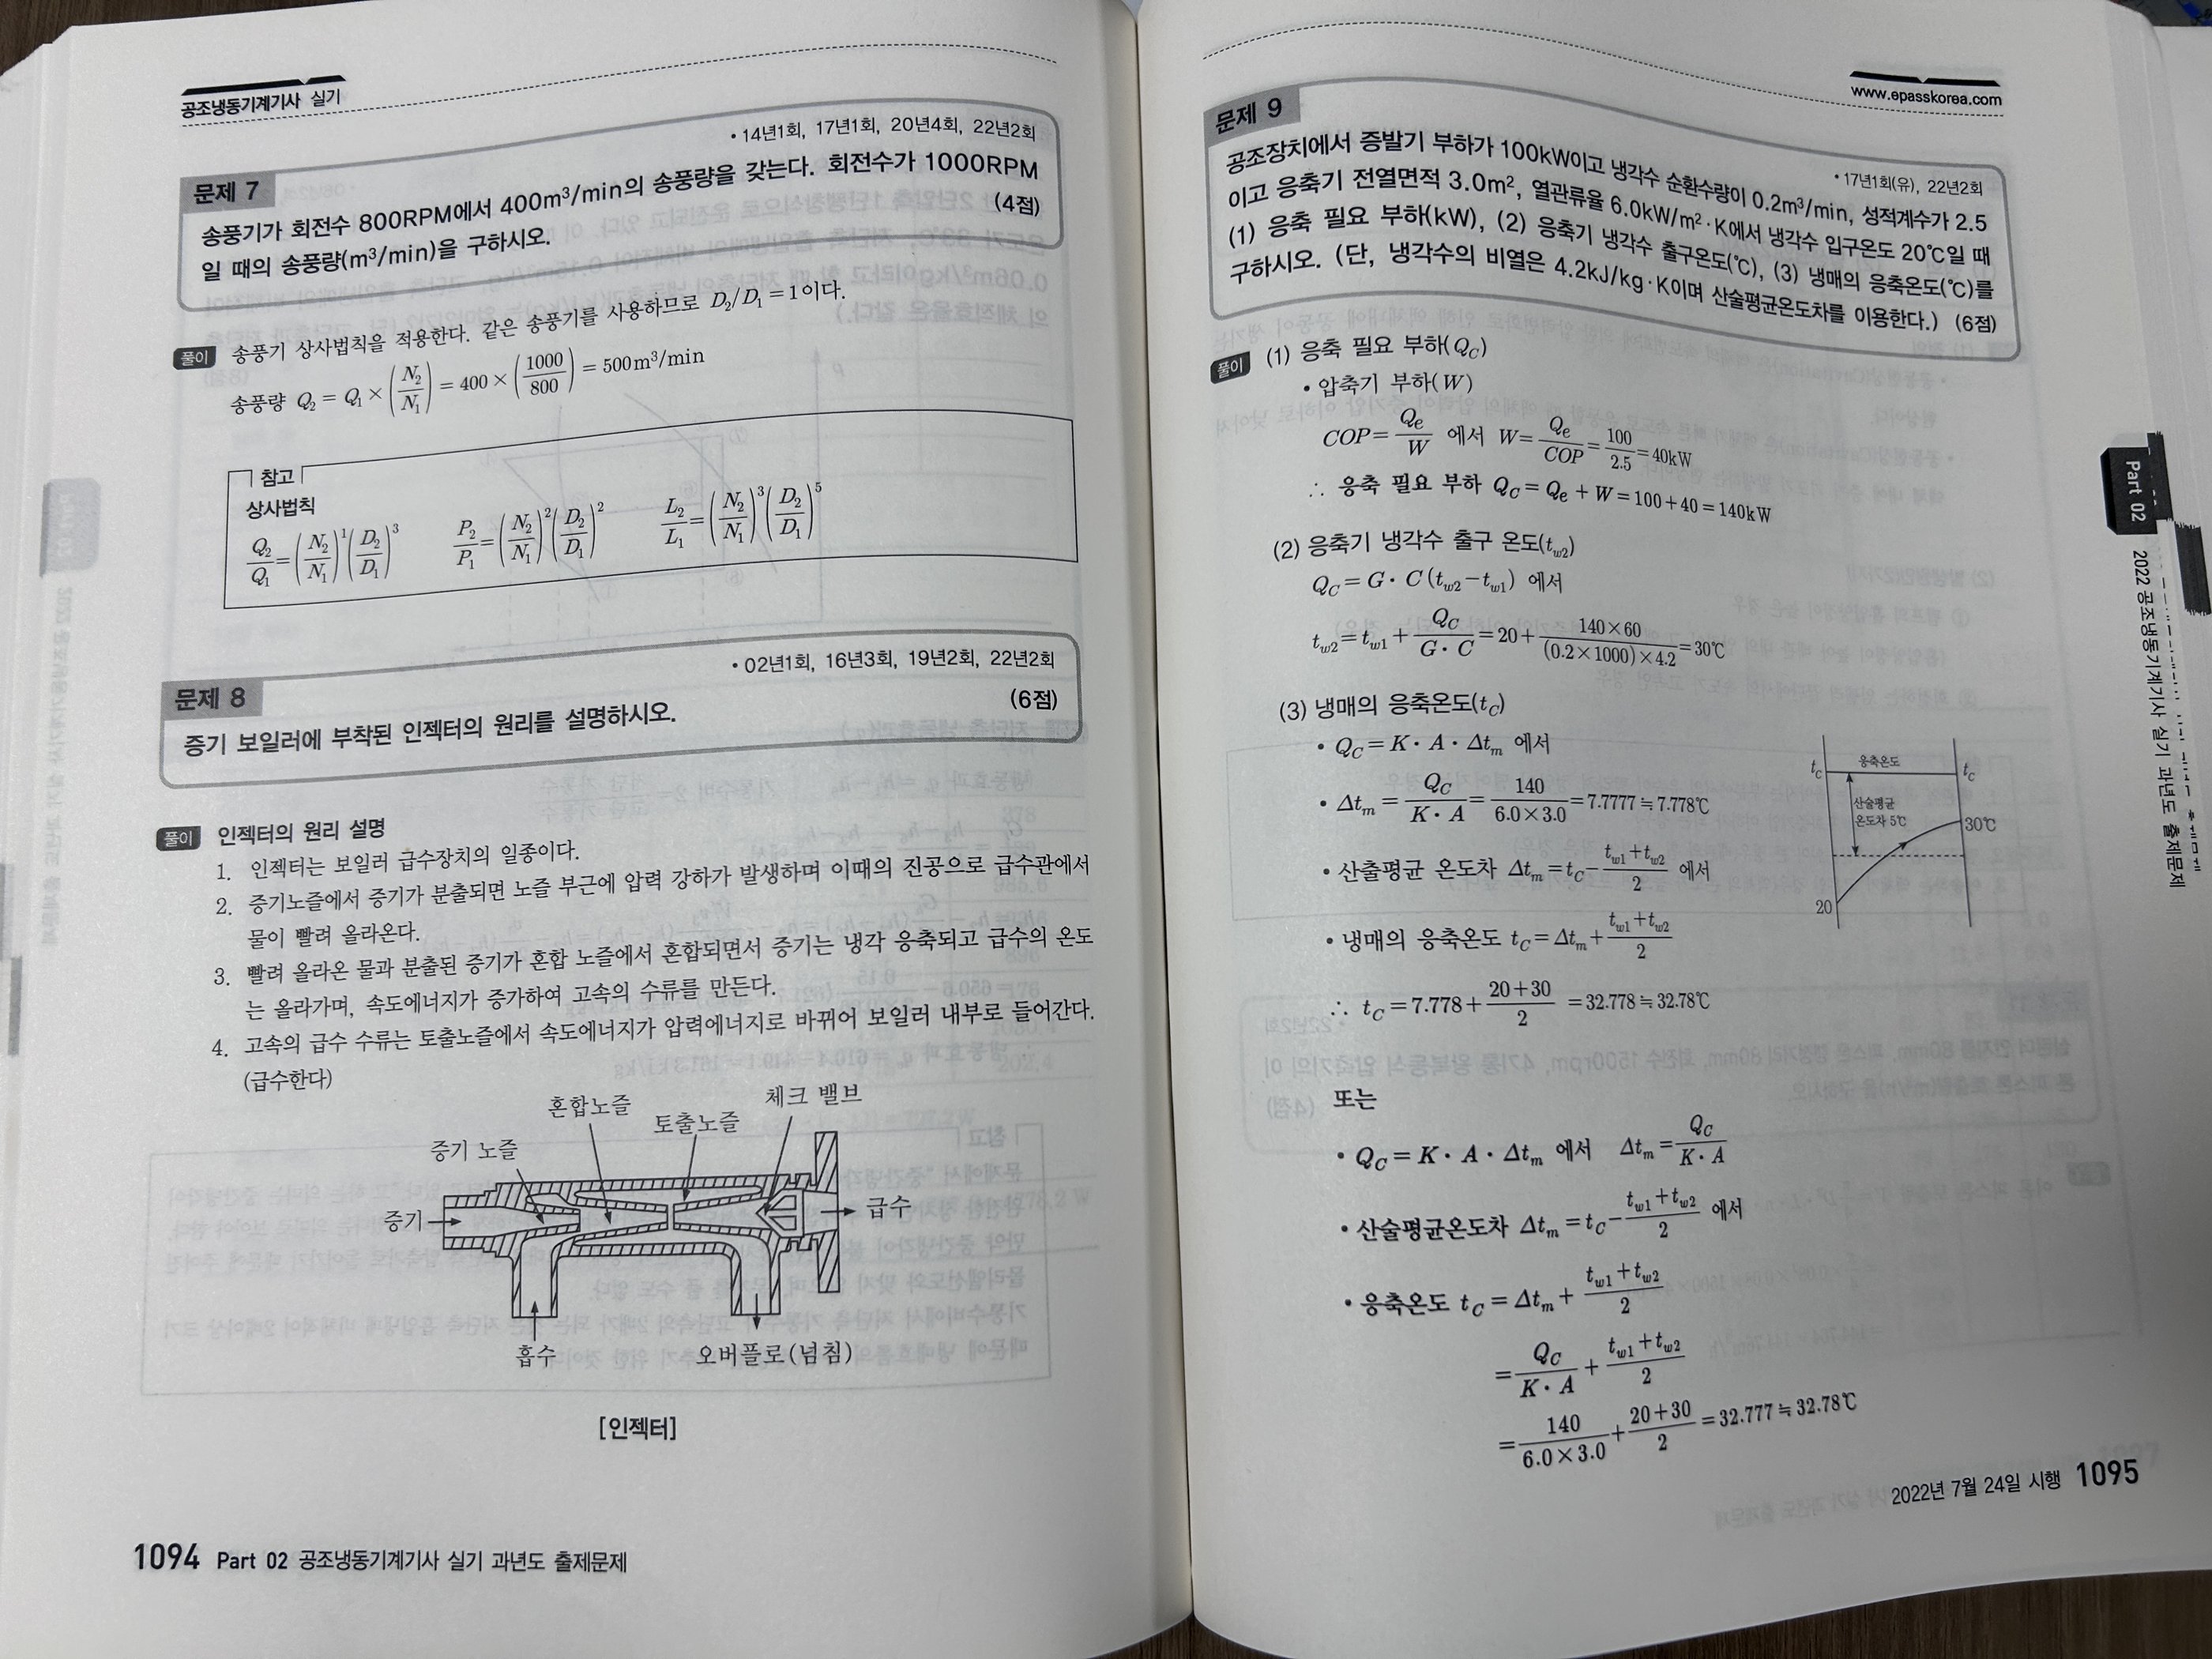 공조냉동기계기사 실기
• 14년1회, 17년1회, 20년4회, 22년2회
문제 7
송풍기가 회전수 800RPM에서 400m³/min의 송풍량을 갖는다. 회전수가 1000RPM
일 때의 송풍량(m³/min)을 구하시오. (4점)
풀이 송풍기 상사법칙을 적용한다. 같은 송풍기를 사용하므로 D₂/D₁ = 1이다.
송풍량 Q₂ = Q₁ × (N₂/N₁) = 400 × (1000/800) = 500m³/min
참고
상사법칙
Q₂/Q₁ = (N₂/N₁)¹(D₂/D₁)³ P₂/P₁ = (N₂/N₁)²(D₂/D₁)² L₂/L₁ = (N₂/N₁)³(D₂/D₁)⁵
• 02년1회, 16년3회, 19년2회, 22년2회
문제 8
증기 보일러에 부착된 인젝터의 원리를 설명하시오. (6점)
풀이 인젝터의 원리 설명
1. 인젝터는 보일러 급수장치의 일종이다.
2. 증기노즐에서 증기가 분출되면 노즐 부근에 압력 강하가 발생하며 이때의 진공으로 급수관에서
물이 빨려 올라온다.
3. 빨려 올라온 물과 분출된 증기가 혼합 노즐에서 혼합되면서 증기는 냉각 응축되고 급수의 온도
는 올라가며, 속도에너지가 증가하여 고속의 수류를 만든다.
4. 고속의 급수 수류는 토출노즐에서 속도에너지가 압력에너지로 바뀌어 보일러 내부로 들어간다.
(급수한다)
체크 밸브
혼합노즐
토출노즐
증기 노즐
증기
급수
흡수
오버플로(넘침)
[인젝터]
1094 Part 02 공조냉동기계기사 실기 과년도 출제문제
www.epasskorea.com
문제 9
• 17년1회(유), 22년2회
공조장치에서 증발기 부하가 100kW이고 냉각수 순환수량이 0.2m³/min, 성적계수가 2.5
이고 응축기 전열면적 3.0m², 열관류율 6.0kW/m²·K에서 냉각수 입구온도 20℃일 때
(1) 응축 필요 부하(kW), (2) 응축기 냉각수 출구온도(℃), (3) 냉매의 응축온도(℃)를
구하시오. (단, 냉각수의 비열은 4.2kJ/kg·K이며 산술평균온도차를 이용한다.) (6점)
풀이 (1) 응축 필요 부하(Q_C)
• 압축기 부하(W)
COP = Q_e/W 에서 W = Q_e/COP = 100/2.5 = 40kW
∴ 응축 필요 부하 Q_C = Q_e + W = 100 + 40 = 140kW
(2) 응축기 냉각수 출구 온도(t_w2)
Q_C = G · C (t_w2 − t_w1) 에서
t_w2 = t_w1 + Q_C/(G · C) = 20 + (140×60)/((0.2×1000)×4.2) = 30℃
(3) 냉매의 응축온도(t_C)
• Q_C = K · A · Δt_m 에서
• Δt_m = Q_C/(K · A) = 140/(6.0×3.0) = 7.7777 ≒ 7.778℃
• 산출평균 온도차 Δt_m = t_C − (t_w1 + t_w2)/2 에서
• 냉매의 응축온도 t_C = Δt_m + (t_w1 + t_w2)/2
∴ t_C = 7.778 + (20 + 30)/2 = 32.778 ≒ 32.78℃
t_C 응축온도 t_C
산술평균
온도차 5℃
30℃
20
또는
• Q_C = K · A · Δt_m 에서 Δt_m = Q_C/(K · A)
• 산술평균온도차 Δt_m = t_C − (t_w1 + t_w2)/2 에서
• 응축온도 t_C = Δt_m + (t_w1 + t_w2)/2
= Q_C/(K · A) + (t_w1 + t_w2)/2
= 140/(6.0×3.0) + (20 + 30)/2 = 32.777 ≒ 32.78℃
2022년 7월 24일 시행 1095
Part 02
2022 공조냉동기계기사 실기 과년도 출제문제